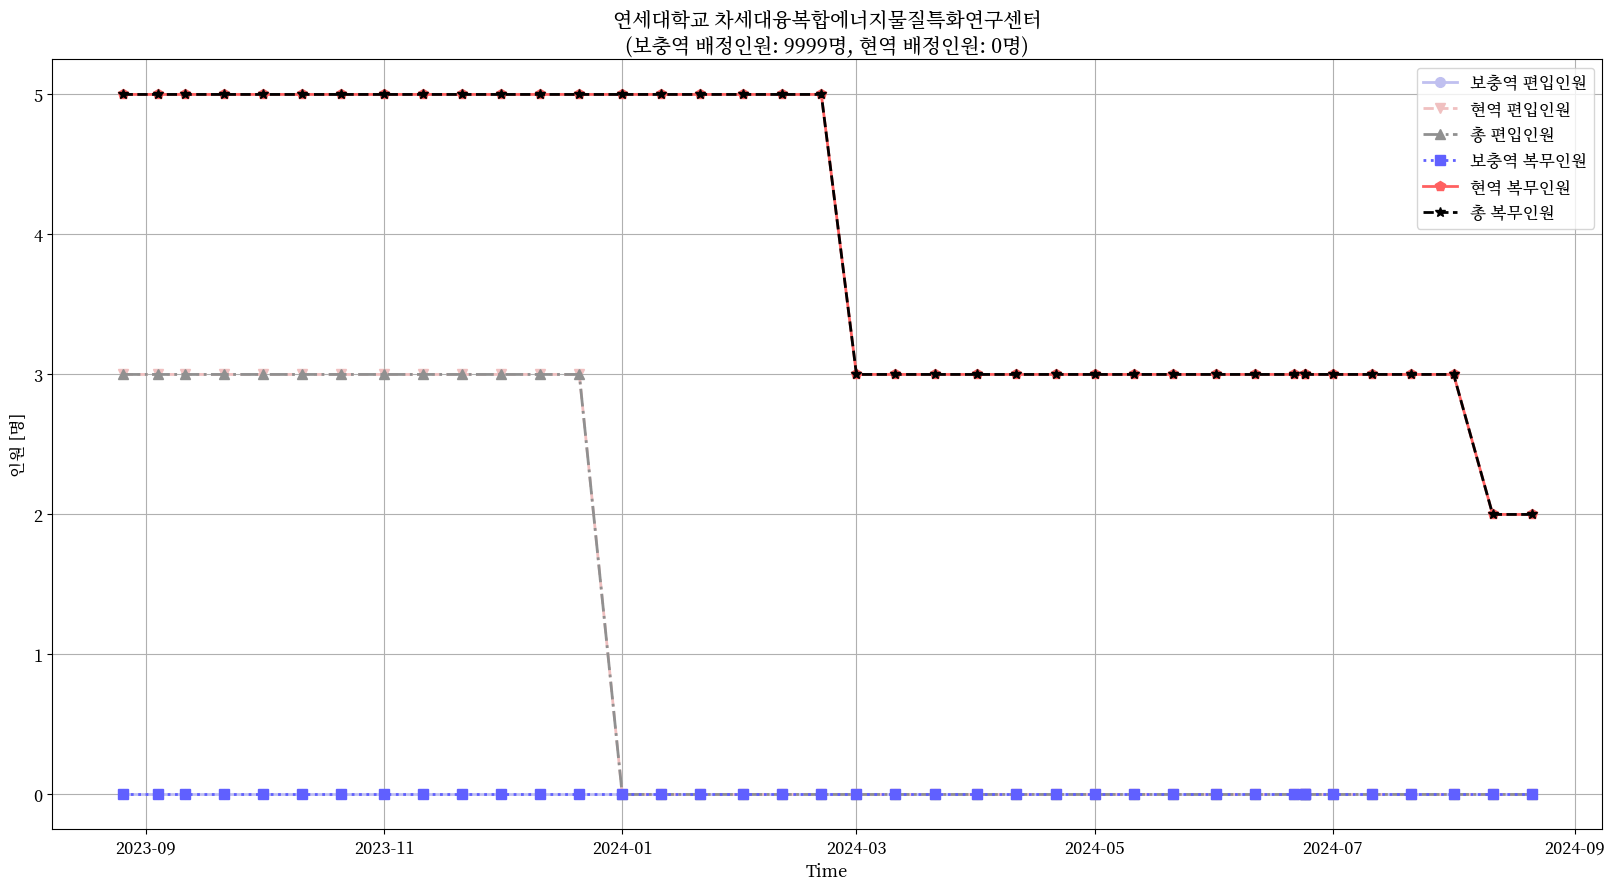 연세대학교 차세대융복합에너지물질특화연구센터
(보충역 배정인원: 9999명, 현역 배정인원: 0명)
보충역 편입인원
현역 편입인원
총 편입인원
보충역 복무인원
현역 복무인원
총 복무인원
인원 [명]
5
4
3
2
1
0
2023-09
2023-11
2024-01
2024-03
2024-05
2024-07
2024-09
Time